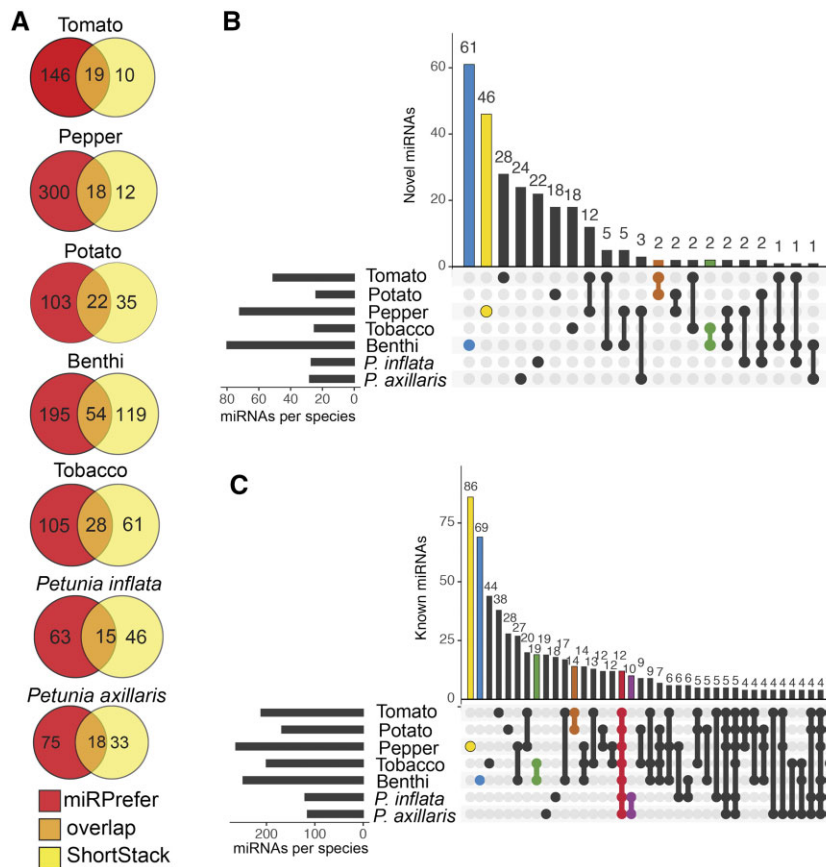 A
Tomato
146 19 10
Pepper
300 18 12
Potato
103 22 35
Benthi
195 54 119
Tobacco
105 28 61
Petunia inflata
63 15 46
Petunia axillaris
75 18 33
miRPrefer
overlap
ShortStack
B
61
46
28
24
22
18 18
12
5 5
3
2 2 2 2 2 2 2
1 1 1
60
40
20
0
Novel miRNAs
Tomato
Potato
Pepper
Tobacco
Benthi
P. inflata
P. axillaris
80 60 40 20 0
miRNAs per species
C
86
69
44
38
28
27
20
19
19
18
17
14
14
13
12
12
12
10
9
9
7
6 6 6
5 5 5 5 5
4 4 4 4 4 4 4 4 4
75
50
25
0
Known miRNAs
Tomato
Potato
Pepper
Tobacco
Benthi
P. inflata
P. axillaris
200 100 0
miRNAs per species